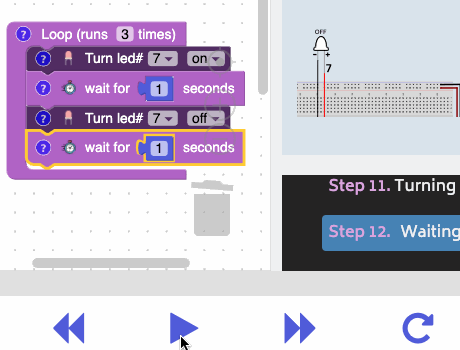 ? Loop (runs 3 times)
? Turn led# 7 on
? wait for 1 seconds
? Turn led# 7 off
? wait for 1 seconds
OFF
- +
7
Step 11. Turning
Step 12. Waiting